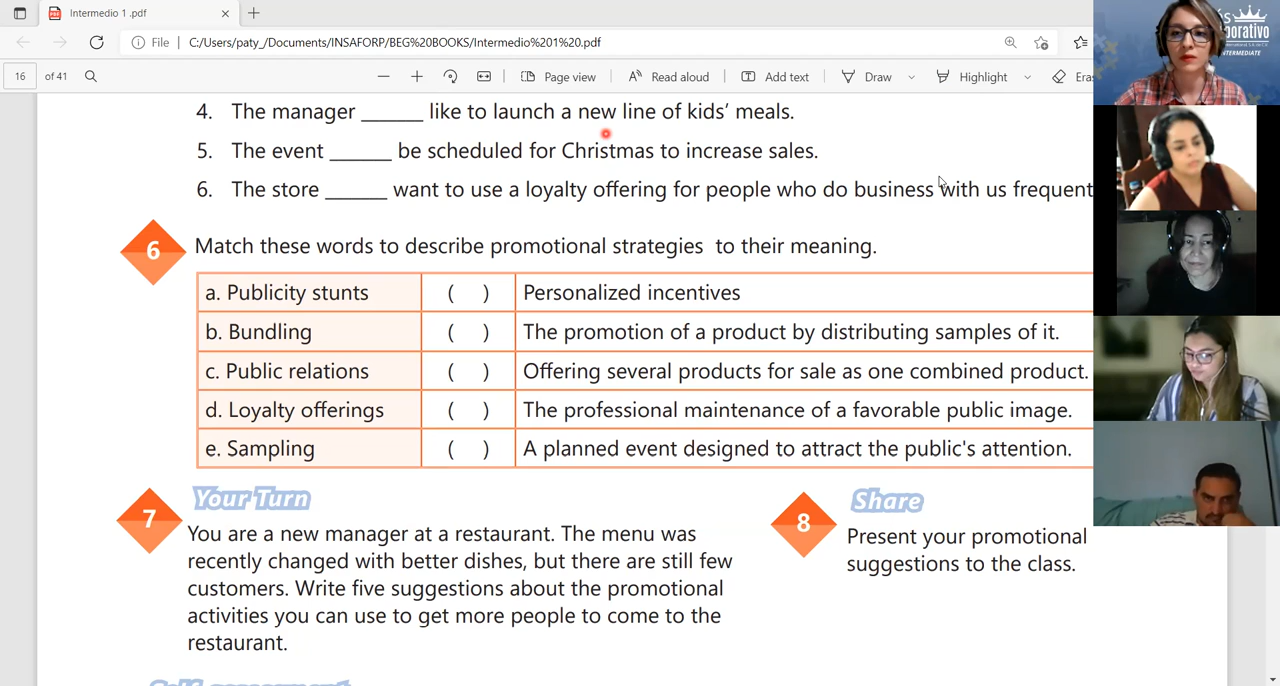 Intermedio 1 .pdf
File C:/Users/paty_/Documents/INSAFORP/BEG%20BOOKS/Intermedio%201%20.pdf
16 of 41 Page view Read aloud Add text Draw Highlight
4. The manager ______ like to launch a new line of kids' meals.
5. The event ______ be scheduled for Christmas to increase sales.
6. The store ______ want to use a loyalty offering for people who do business with us frequent
6 Match these words to describe promotional strategies to their meaning.
a. Publicity stunts ( ) Personalized incentives
b. Bundling ( ) The promotion of a product by distributing samples of it.
c. Public relations ( ) Offering several products for sale as one combined product.
d. Loyalty offerings ( ) The professional maintenance of a favorable public image.
e. Sampling ( ) A planned event designed to attract the public's attention.
7 Your Turn
You are a new manager at a restaurant. The menu was
recently changed with better dishes, but there are still few
customers. Write five suggestions about the promotional
activities you can use to get more people to come to the
restaurant.
8 Share
Present your promotional
suggestions to the class.